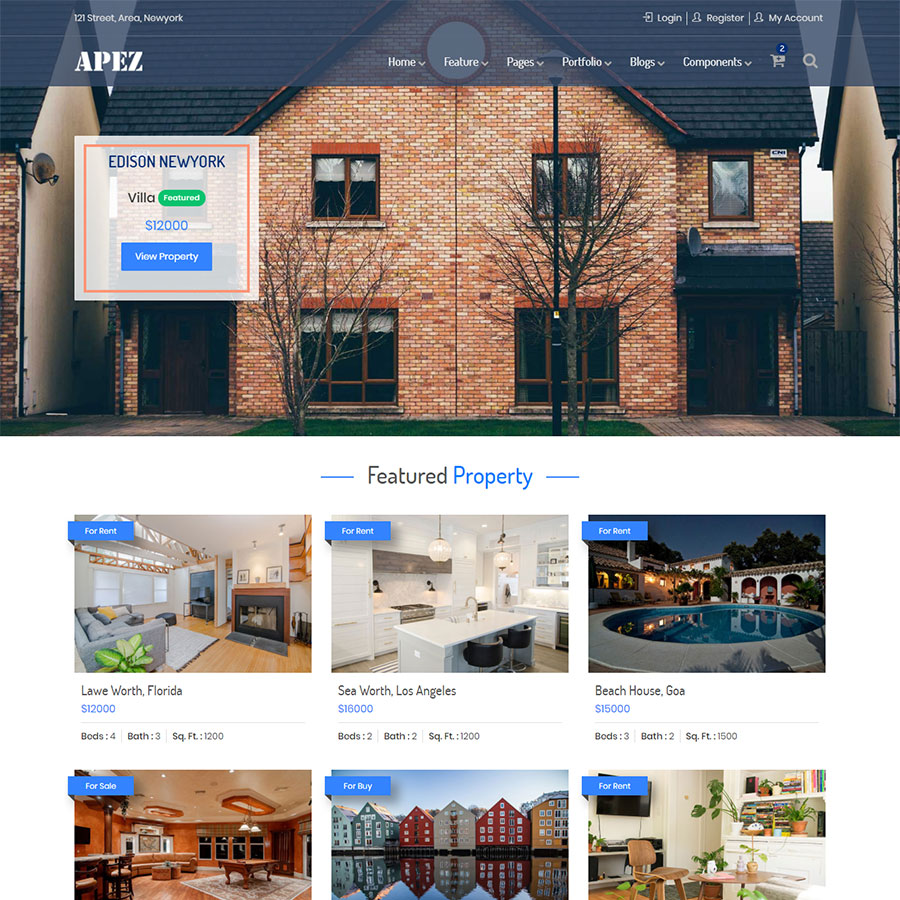 121 Street, Area, Newyork
Login
Register
My Account
APEZ
Home
Feature
Pages
Portfolio
Blogs
Components
2
CNI
EDISON NEWYORK
Villa Featured
$12000
View Property
Featured Property
For Rent
For Rent
For Rent
Lawe Worth, Florida
$12000
Beds : 4 Bath : 3 Sq. Ft. : 1200
Sea Worth, Los Angeles
$16000
Beds : 2 Bath : 2 Sq. Ft. : 1200
Beach House, Goa
$15000
Beds : 3 Bath : 2 Sq. Ft. : 1500
For Sale
For Buy
For Rent